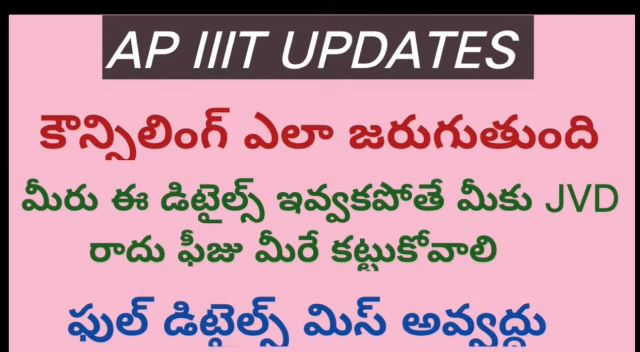 AP IIIT UPDATES
కౌన్సిలింగ్ ఎలా జరుగుతుంది
మీరు ఈ డిటైల్స్ ఇవ్వకపోతే మీకు JVD
రాదు ఫీజు మీరే కట్టుకోవాలి
ఫుల్ డిటైల్స్ మిస్ అవ్వద్దు